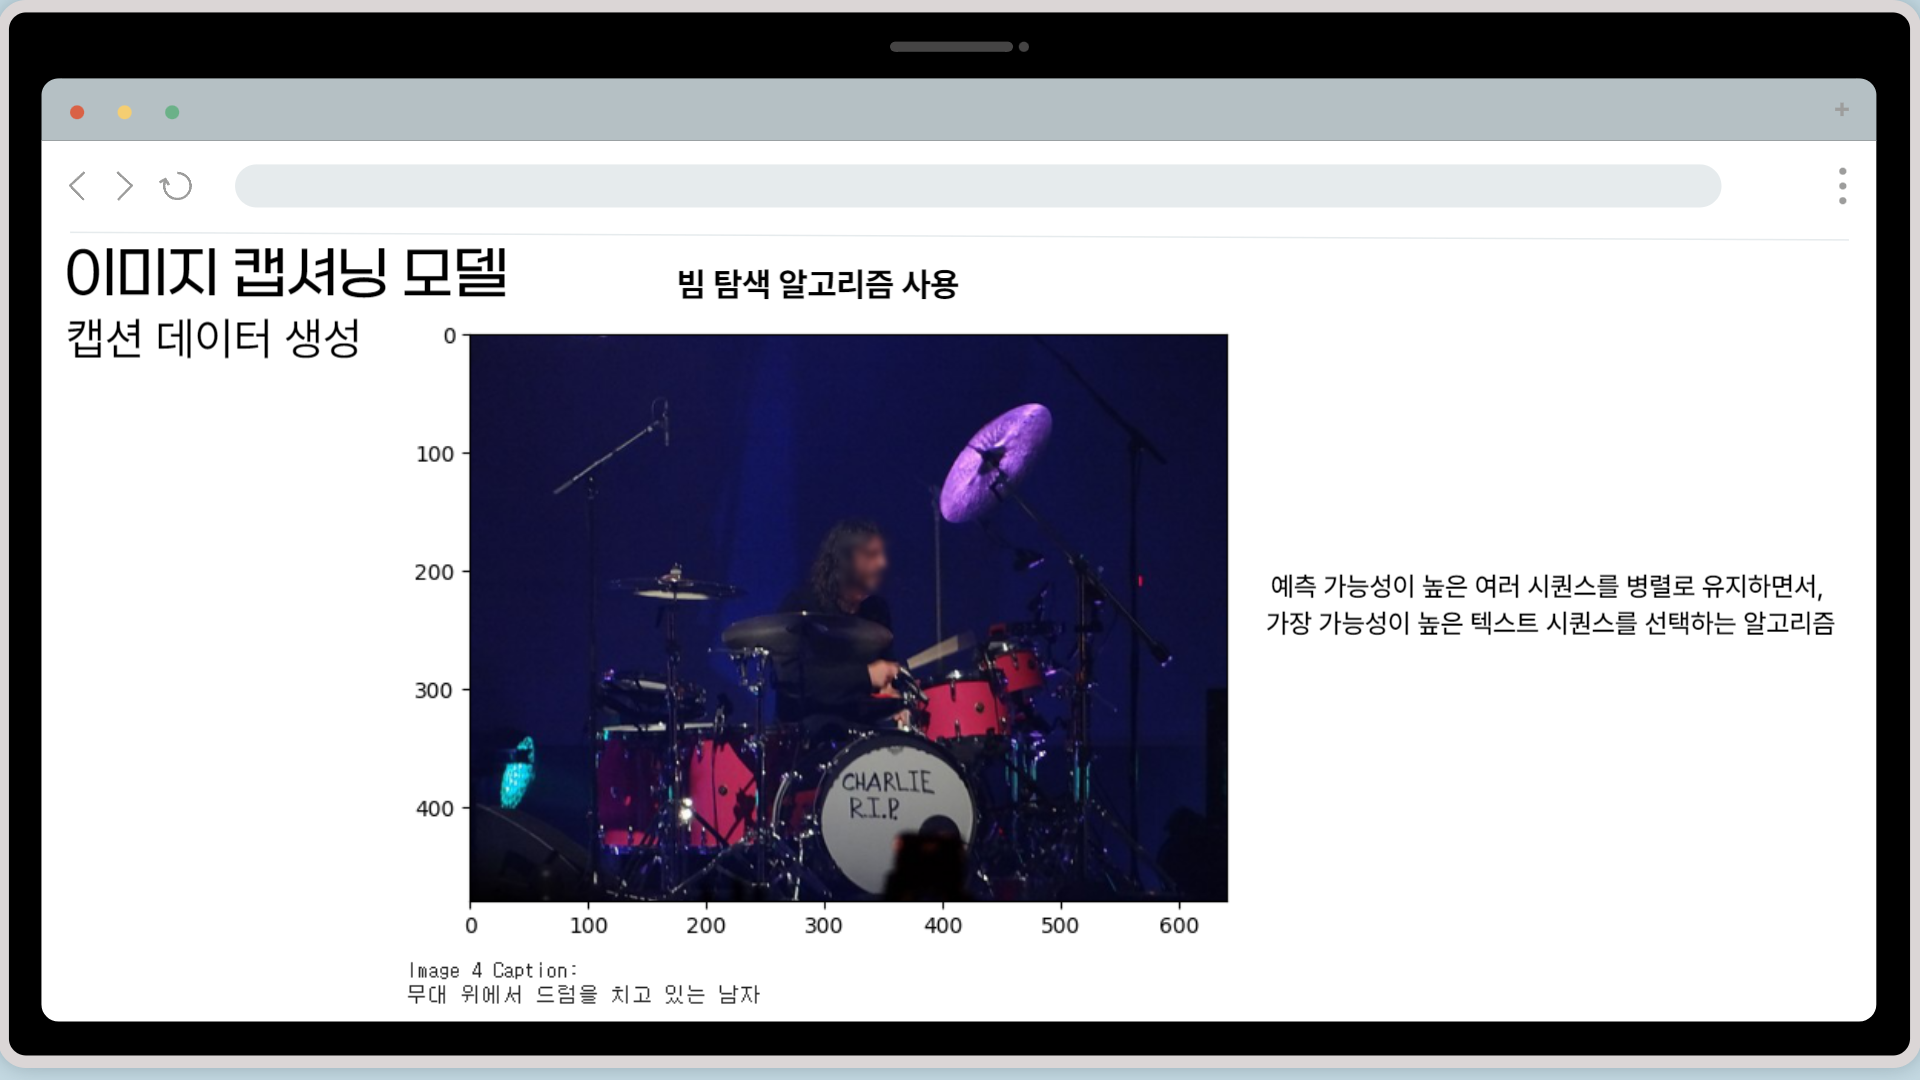 이미지 캡셔닝 모델
빔 탐색 알고리즘 사용
캡션 데이터 생성
0
100
200
300
400
CHARLIE
R.I.P.
0 100 200 300 400 500 600
예측 가능성이 높은 여러 시퀀스를 병렬로 유지하면서,
가장 가능성이 높은 텍스트 시퀀스를 선택하는 알고리즘
Image 4 Caption:
무대 위에서 드럼을 치고 있는 남자